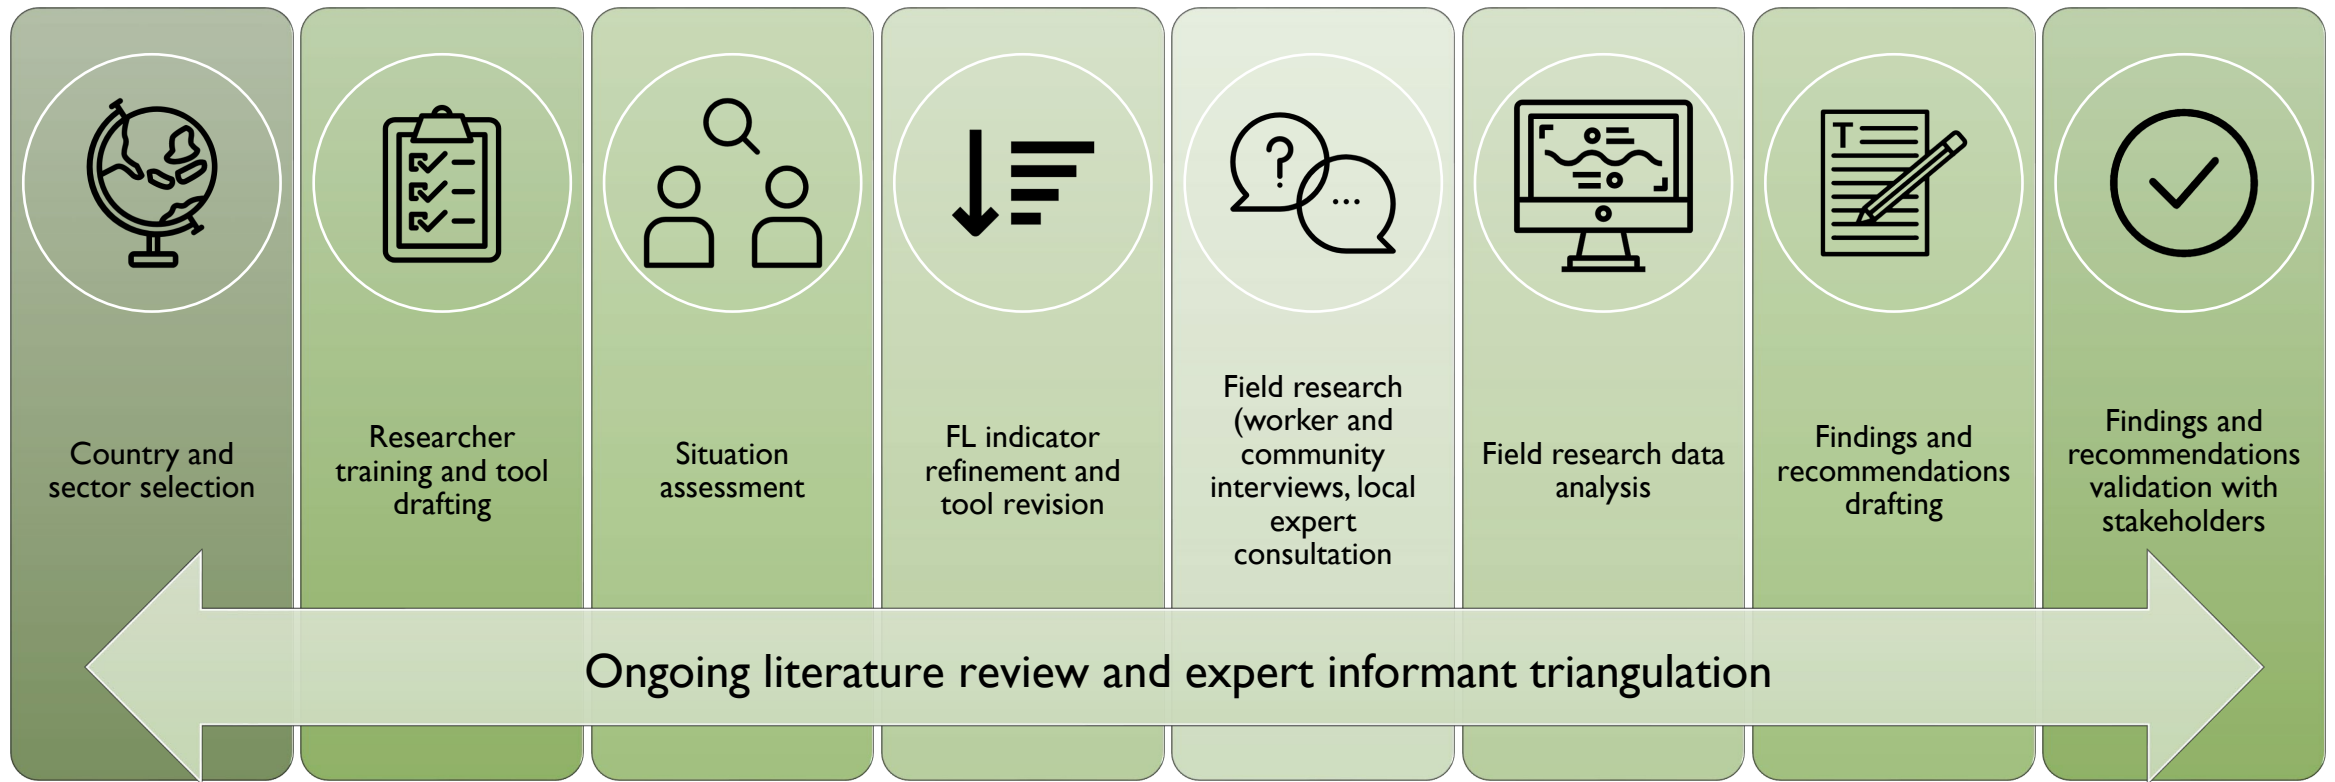 T
Country and
sector selection
Researcher
training and tool
drafting
Situation
assessment
FL indicator
refinement and
tool revision
Field research
(worker and
community
interviews, local
expert
consultation
Field research data
analysis
Findings and
recommendations
drafting
Findings and
recommendations
validation with
stakeholders
Ongoing literature review and expert informant triangulation